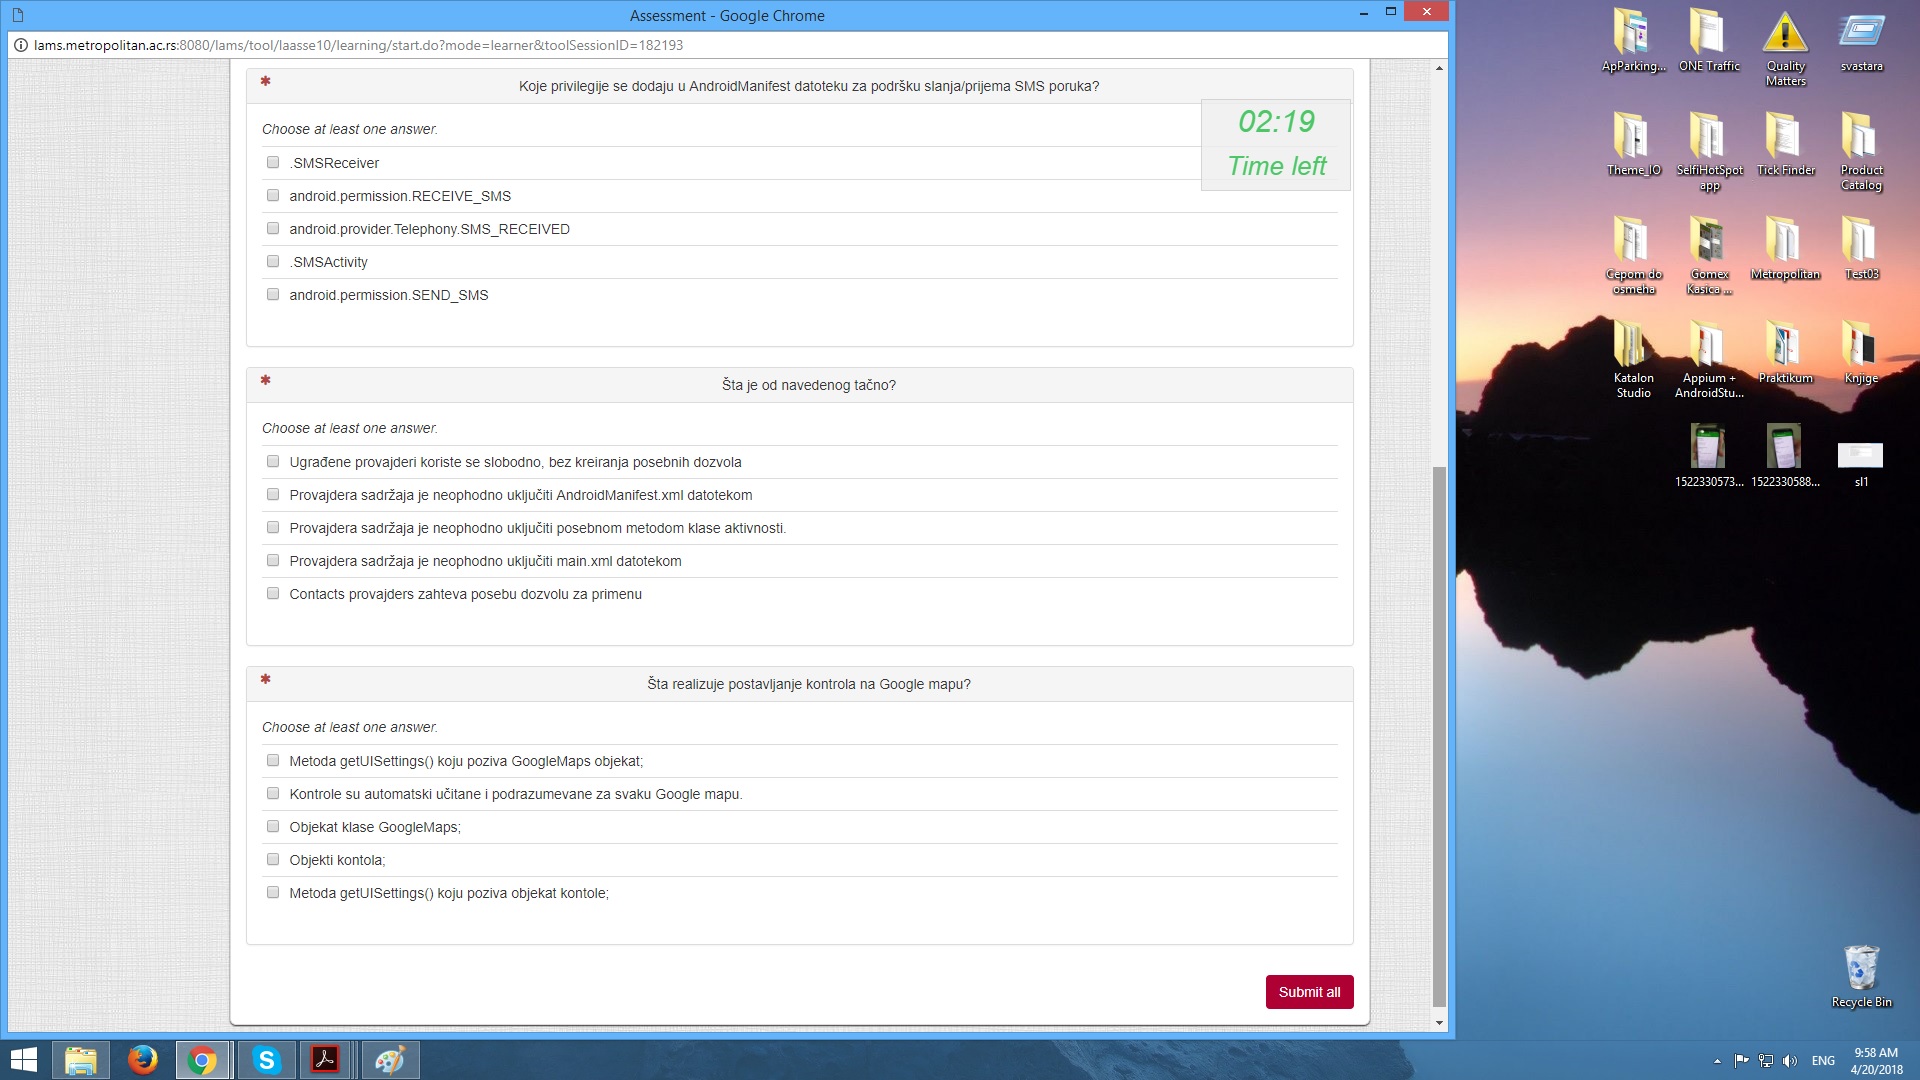 Assessment - Google Chrome
lams.metropolitan.ac.rs:8080/lams/tool/laasse10/learning/start.do?mode=learner&toolSessionID=182193
* Koje privilegije se dodaju u AndroidManifest datoteku za podršku slanja/prijema SMS poruka?
02:19
Time left
Choose at least one answer.
.SMSReceiver
android.permission.RECEIVE_SMS
android.provider.Telephony.SMS_RECEIVED
.SMSActivity
android.permission.SEND_SMS
* Šta je od navedenog tačno?
Choose at least one answer.
Ugrađene provajderi koriste se slobodno, bez kreiranja posebnih dozvola
Provajdera sadržaja je neophodno uključiti AndroidManifest.xml datotekom
Provajdera sadržaja je neophodno uključiti posebnom metodom klase aktivnosti.
Provajdera sadržaja je neophodno uključiti main.xml datotekom
Contacts provajders zahteva posebu dozvolu za primenu
* Šta realizuje postavljanje kontrola na Google mapu?
Choose at least one answer.
Metoda getUISettings() koju poziva GoogleMaps objekat;
Kontrole su automatski učitane i podrazumevane za svaku Google mapu.
Objekat klase GoogleMaps;
Objekti kontola;
Metoda getUISettings() koju poziva objekat kontole;
Submit all
ApParking...
ONE Traffic
Quality Matters
svastara
Theme_IO
SelfiHotSpot app
Tick Finder
Product Catalog
Cepom do osmeha
Gomex Kasica ...
Metropolitan
Test03
Katalon Studio
Appium + AndroidStu...
Praktikum
Knjige
1522330573...
1522330588...
sl1
Recycle Bin
ENG
9:58 AM
4/20/2018